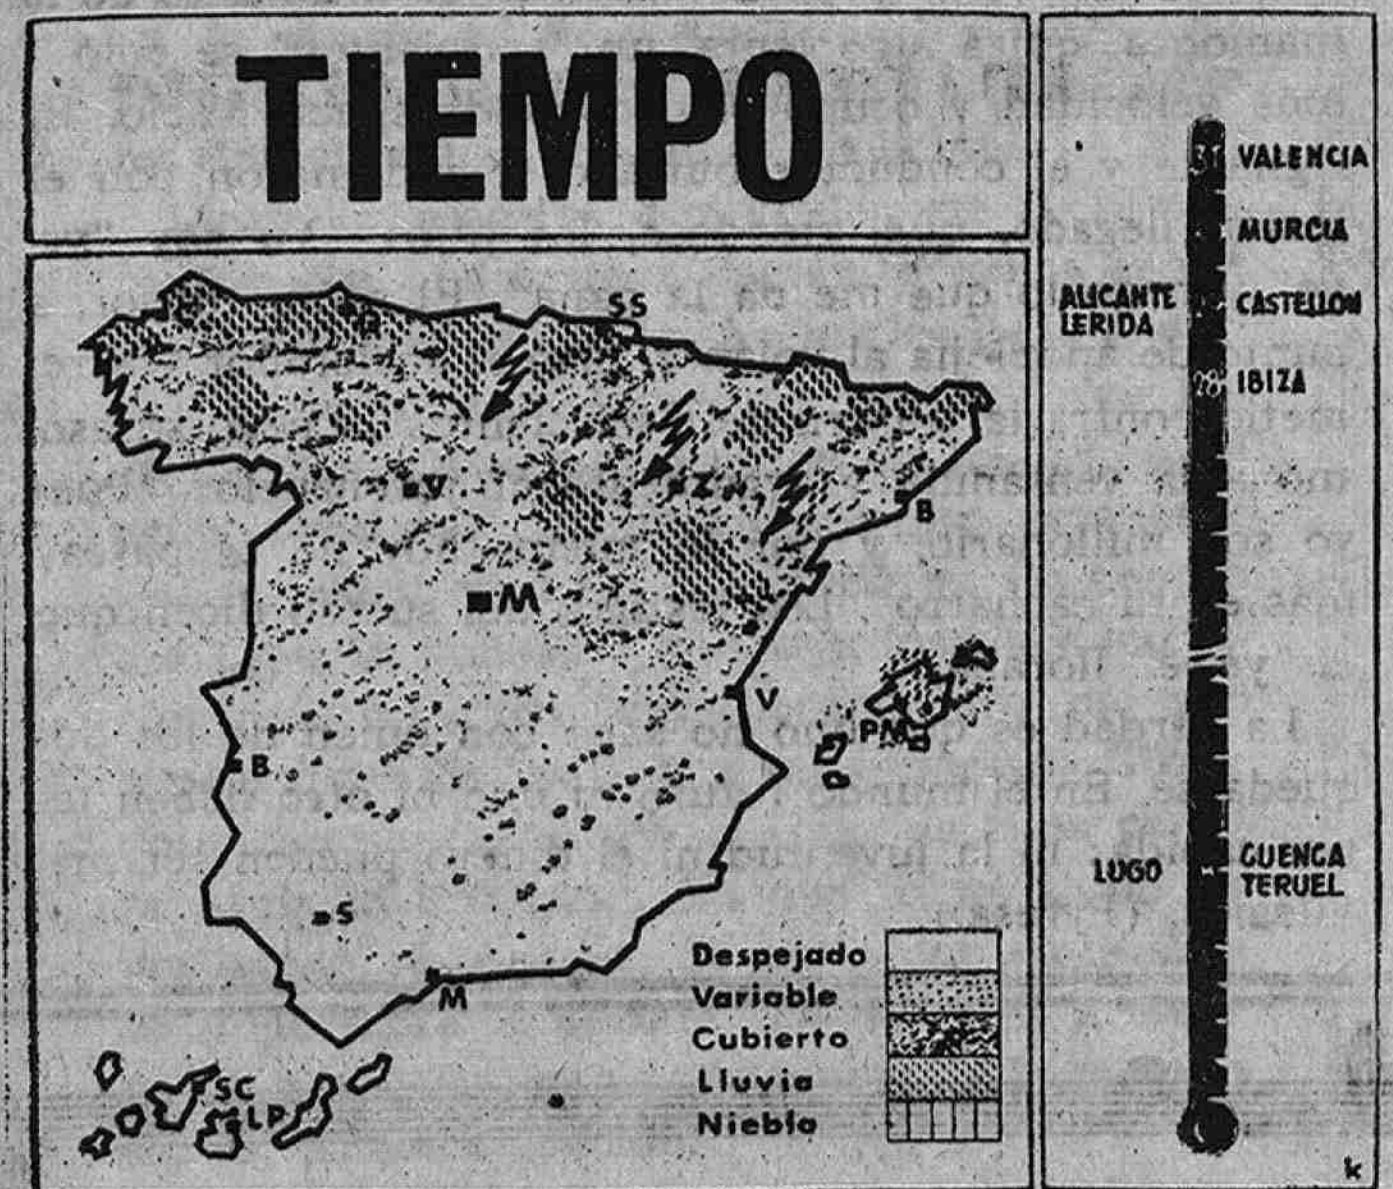 TIEMPO
SS
V
Z
B
M
V
PM
B
S
M
SC
LP
Despejado
Variable
Cubierto
Lluvia
Niebla
31 VALENCIA
MURCIA
ALICANTE
LERIDA
CASTELLON
28 IBIZA
LUGO
CUENCA
TERUEL
k